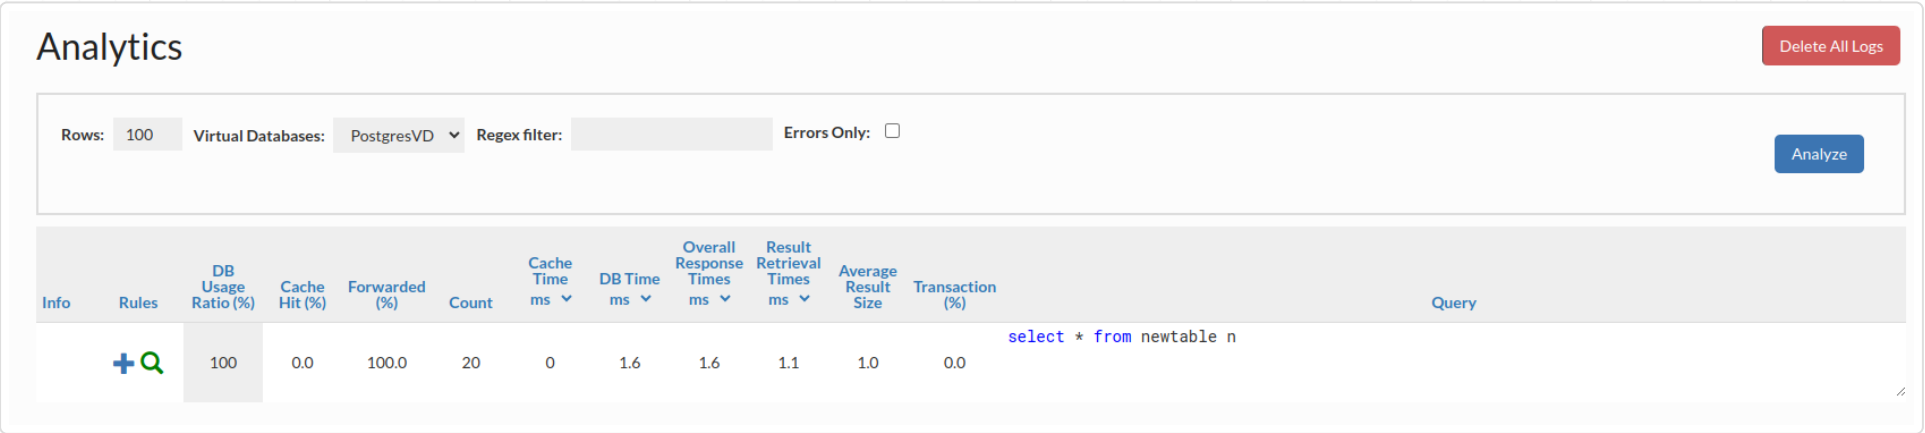 Analytics
Delete All Logs
Rows: 100 Virtual Databases: PostgresVD Regex filter: Errors Only:
Analyze
Info
Rules
DB
Usage
Ratio (%)
Cache
Hit (%)
Forwarded
(%)
Count
Cache
Time
ms
DB Time
ms
Overall
Response
Times
ms
Result
Retrieval
Times
ms
Average
Result
Size
Transaction
(%)
Query
100 0.0 100.0 20 0 1.6 1.6 1.1 1.0 0.0
select * from newtable n